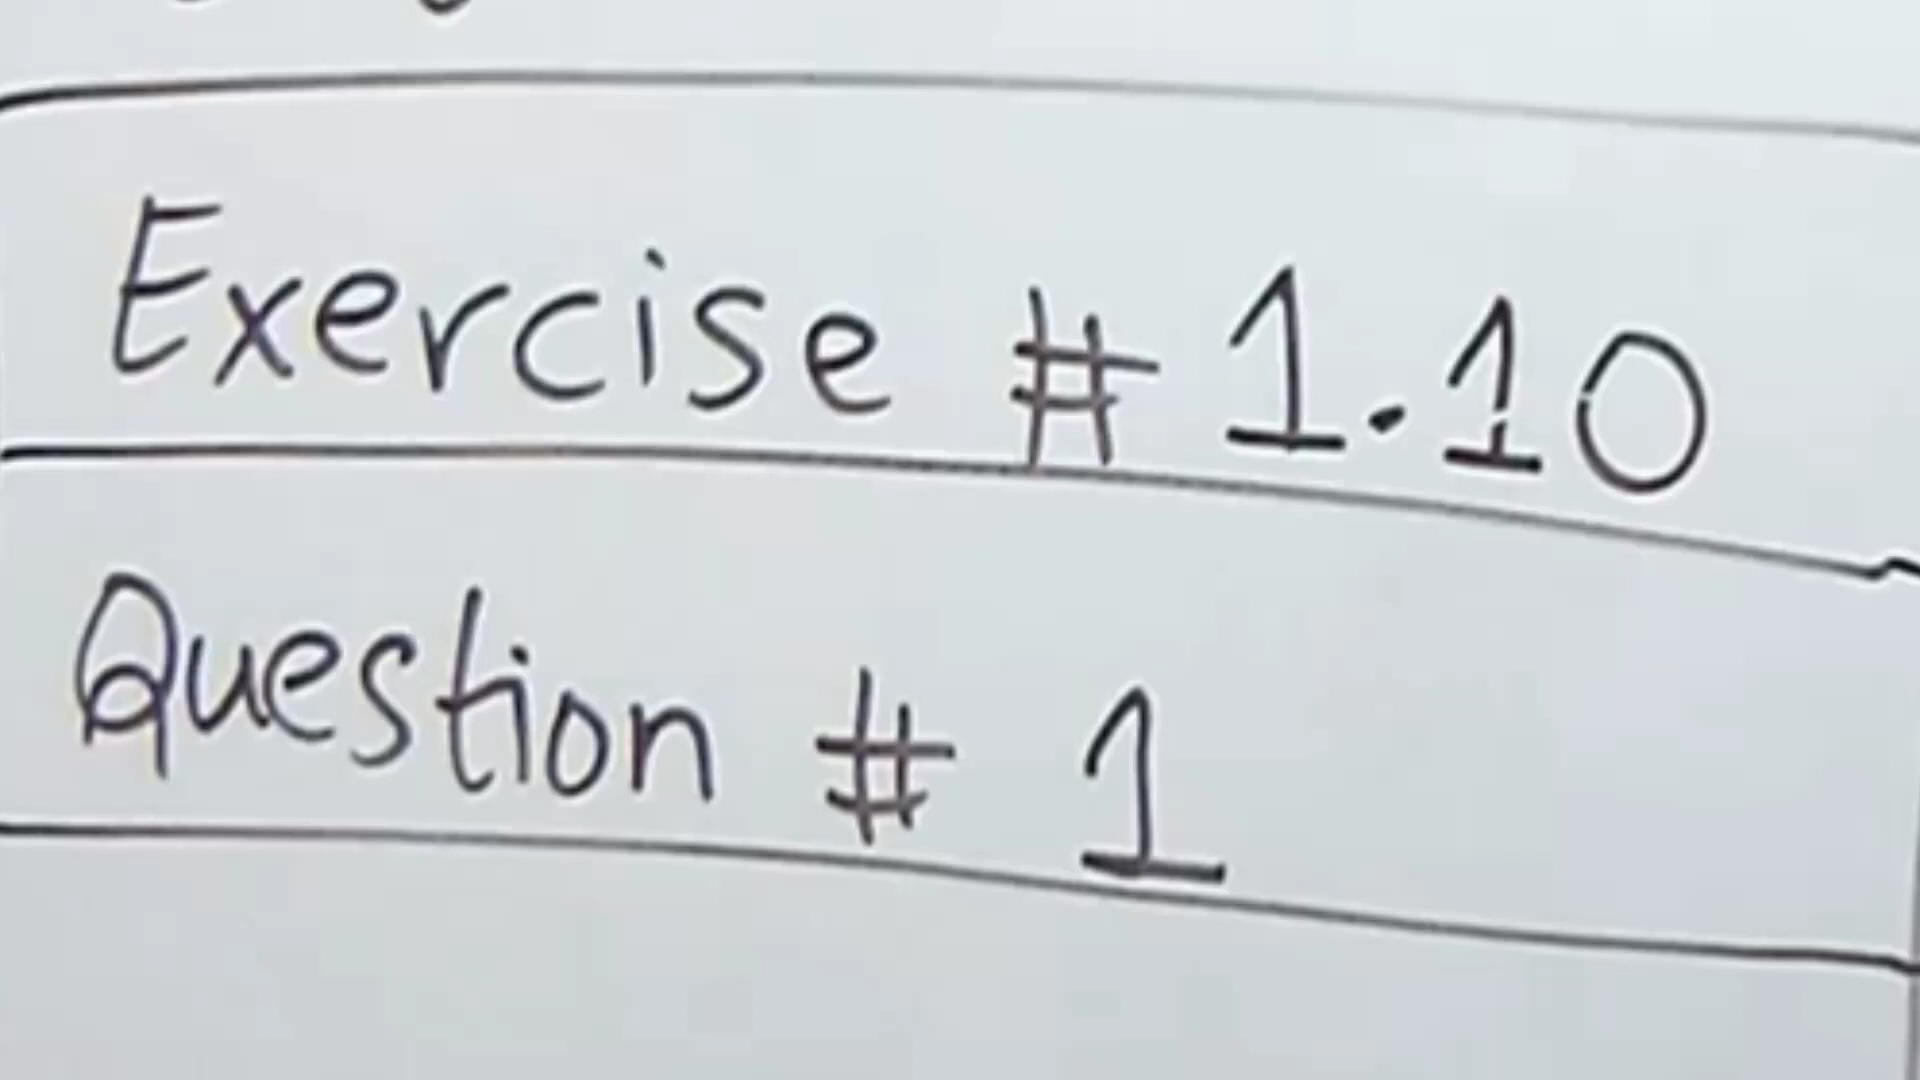 Exercise # 1.10
Question # 1